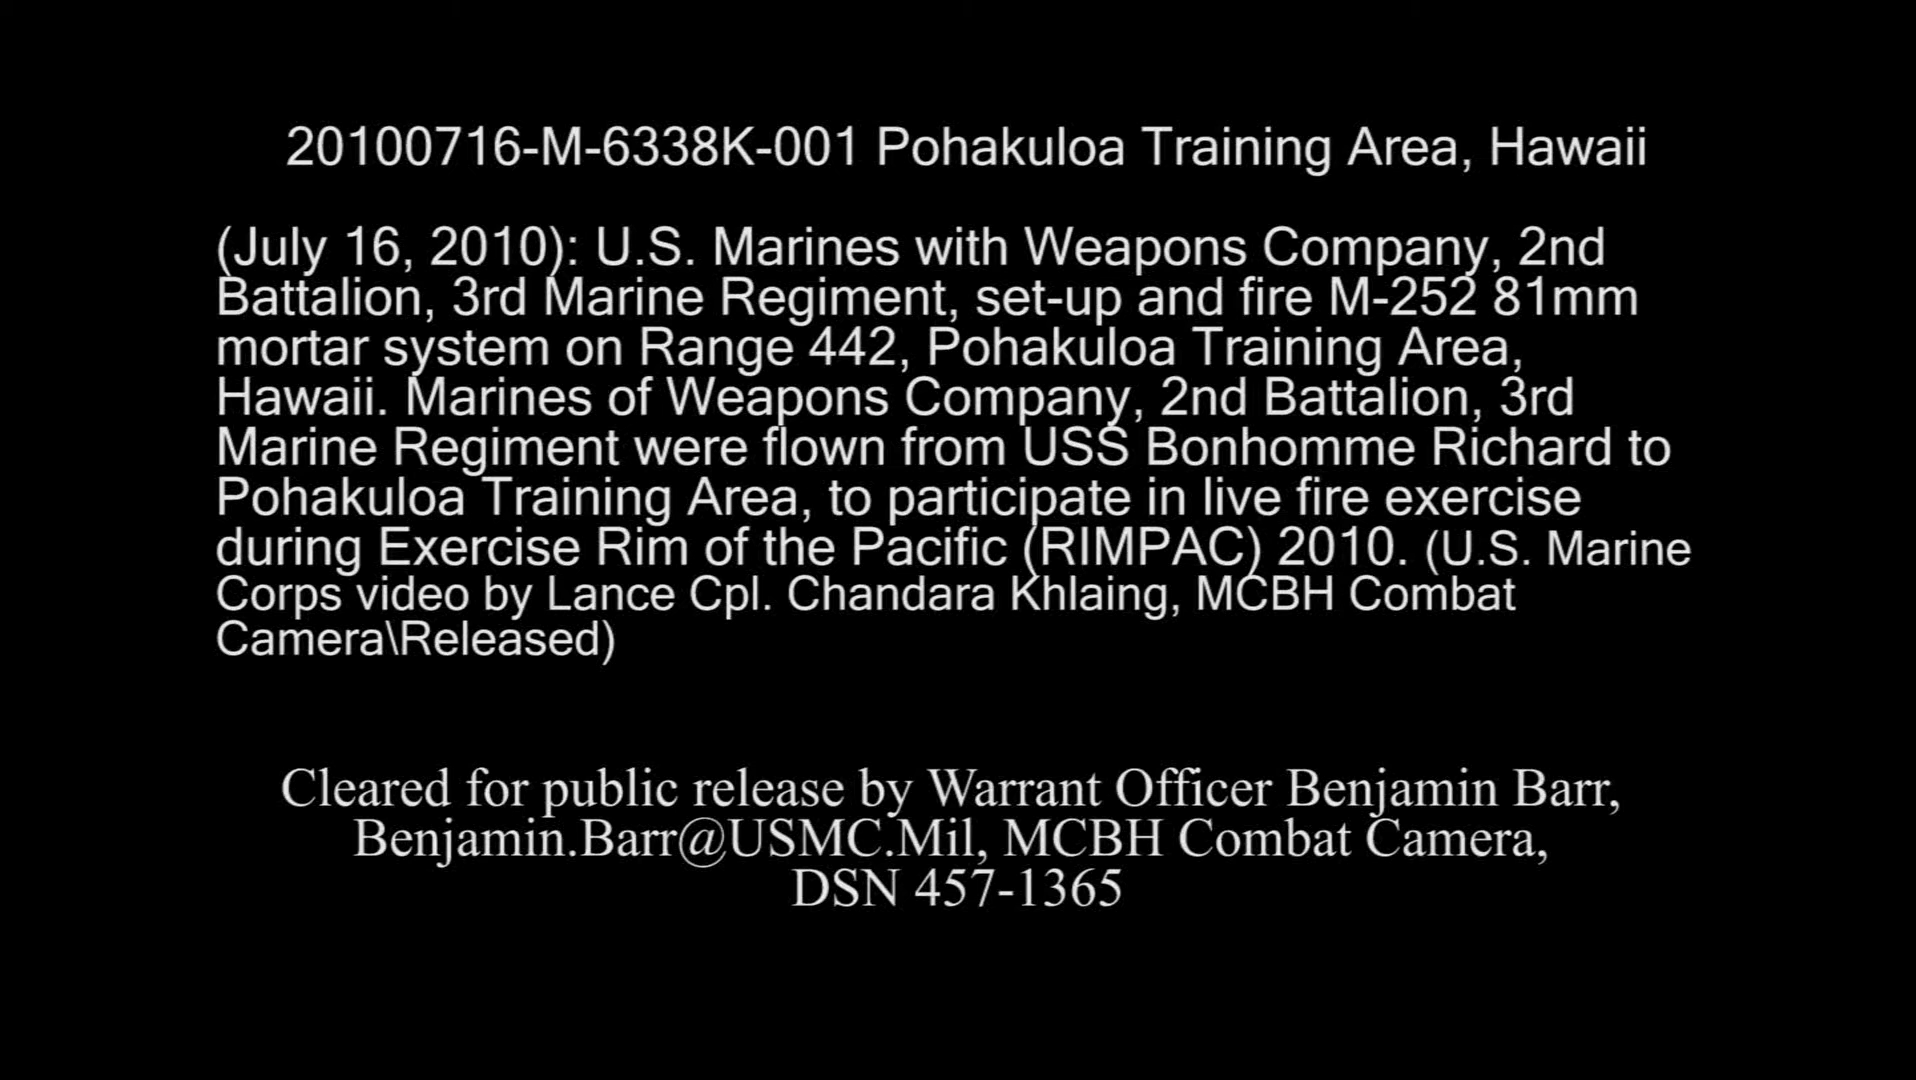 20100716-M-6338K-001 Pohakuloa Training Area, Hawaii
(July 16, 2010): U.S. Marines with Weapons Company, 2nd
Battalion, 3rd Marine Regiment, set-up and fire M-252 81mm
mortar system on Range 442, Pohakuloa Training Area,
Hawaii. Marines of Weapons Company, 2nd Battalion, 3rd
Marine Regiment were flown from USS Bonhomme Richard to
Pohakuloa Training Area, to participate in live fire exercise
during Exercise Rim of the Pacific (RIMPAC) 2010. (U.S. Marine
Corps video by Lance Cpl. Chandara Khlaing, MCBH Combat
Camera\Released)
Cleared for public release by Warrant Officer Benjamin Barr,
Benjamin.Barr@USMC.Mil, MCBH Combat Camera,
DSN 457-1365